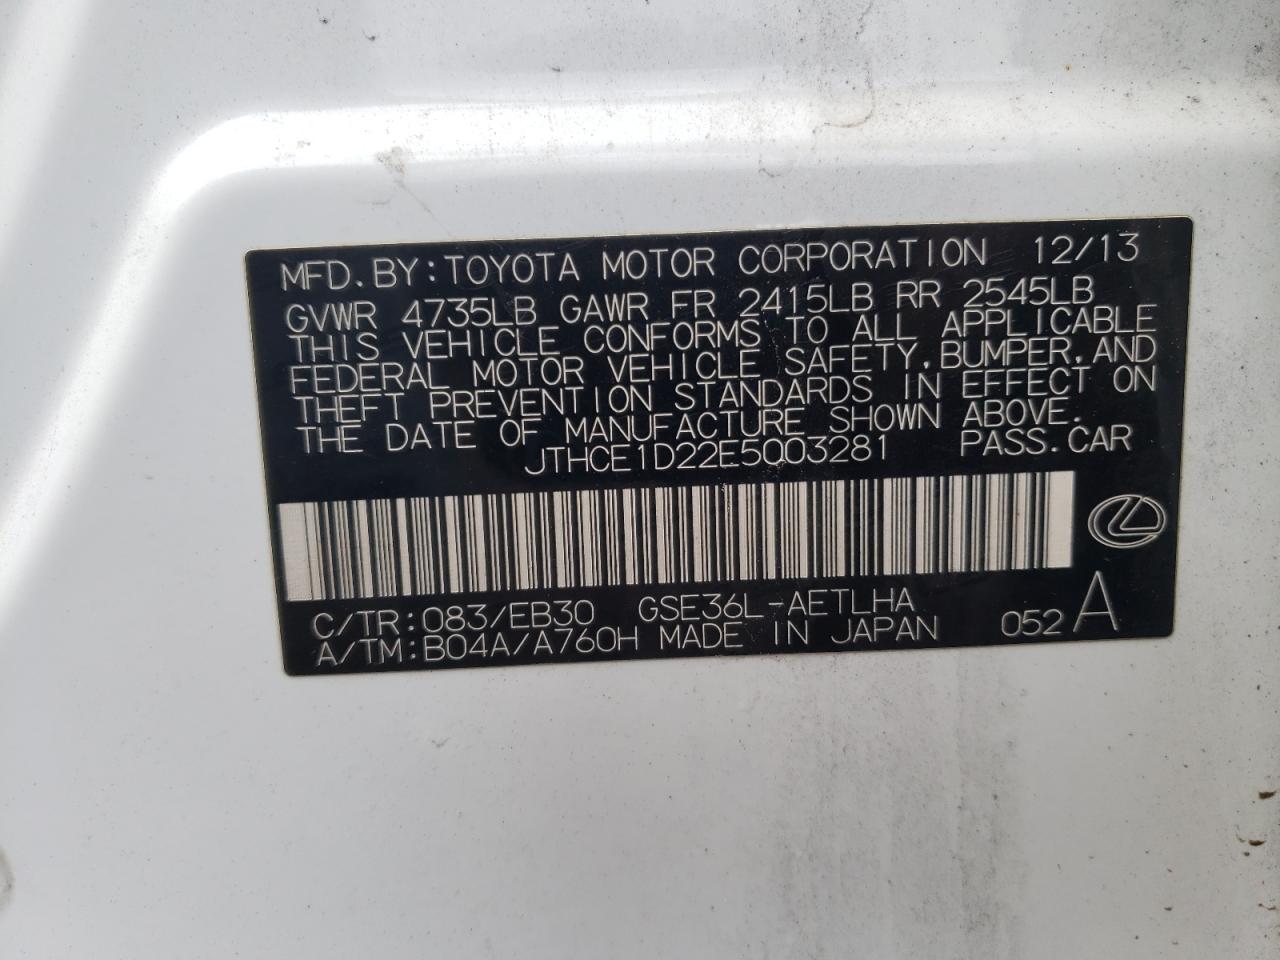 MFD.BY:TOYOTA MOTOR CORPORATION 12/13
GVWR 4735LB GAWR FR 2415LB RR 2545LB
THIS VEHICLE CONFORMS TO ALL APPLICABLE
FEDERAL MOTOR VEHICLE SAFETY,BUMPER,AND
THEFT PREVENTION STANDARDS IN EFFECT ON
THE DATE OF MANUFACTURE SHOWN ABOVE.
JTHCE1D22E5003281 PASS.CAR
C/TR:083/EB30 GSE36L-AETLHA
A/TM:B04A/A760H MADE IN JAPAN 052 A